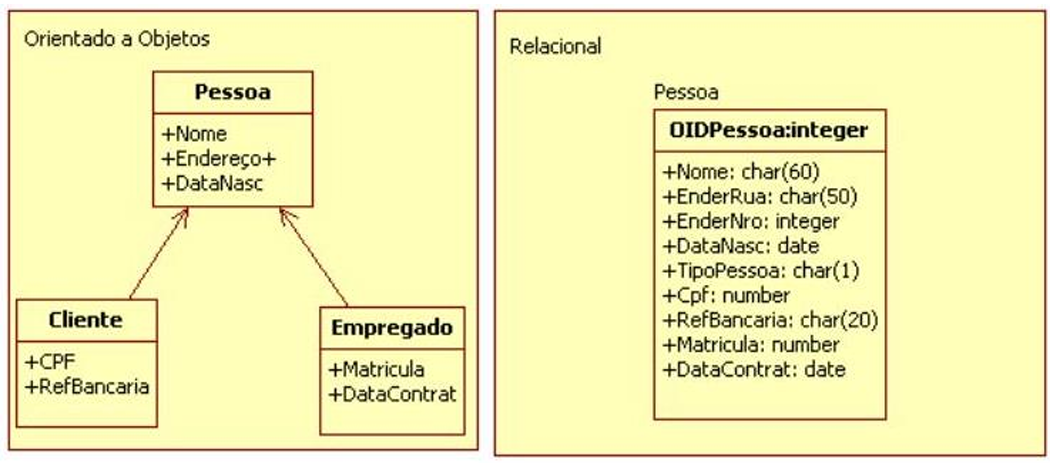 Orientado a Objetos
Pessoa
+Nome
+Endereço+
+DataNasc
Cliente
+CPF
+RefBancaria
Empregado
+Matricula
+DataContrat
Relacional
Pessoa
OIDPessoa:integer
+Nome: char(60)
+EnderRua: char(50)
+EnderNro: integer
+DataNasc: date
+TipoPessoa: char(1)
+Cpf: number
+RefBancaria: char(20)
+Matricula: number
+DataContrat: date